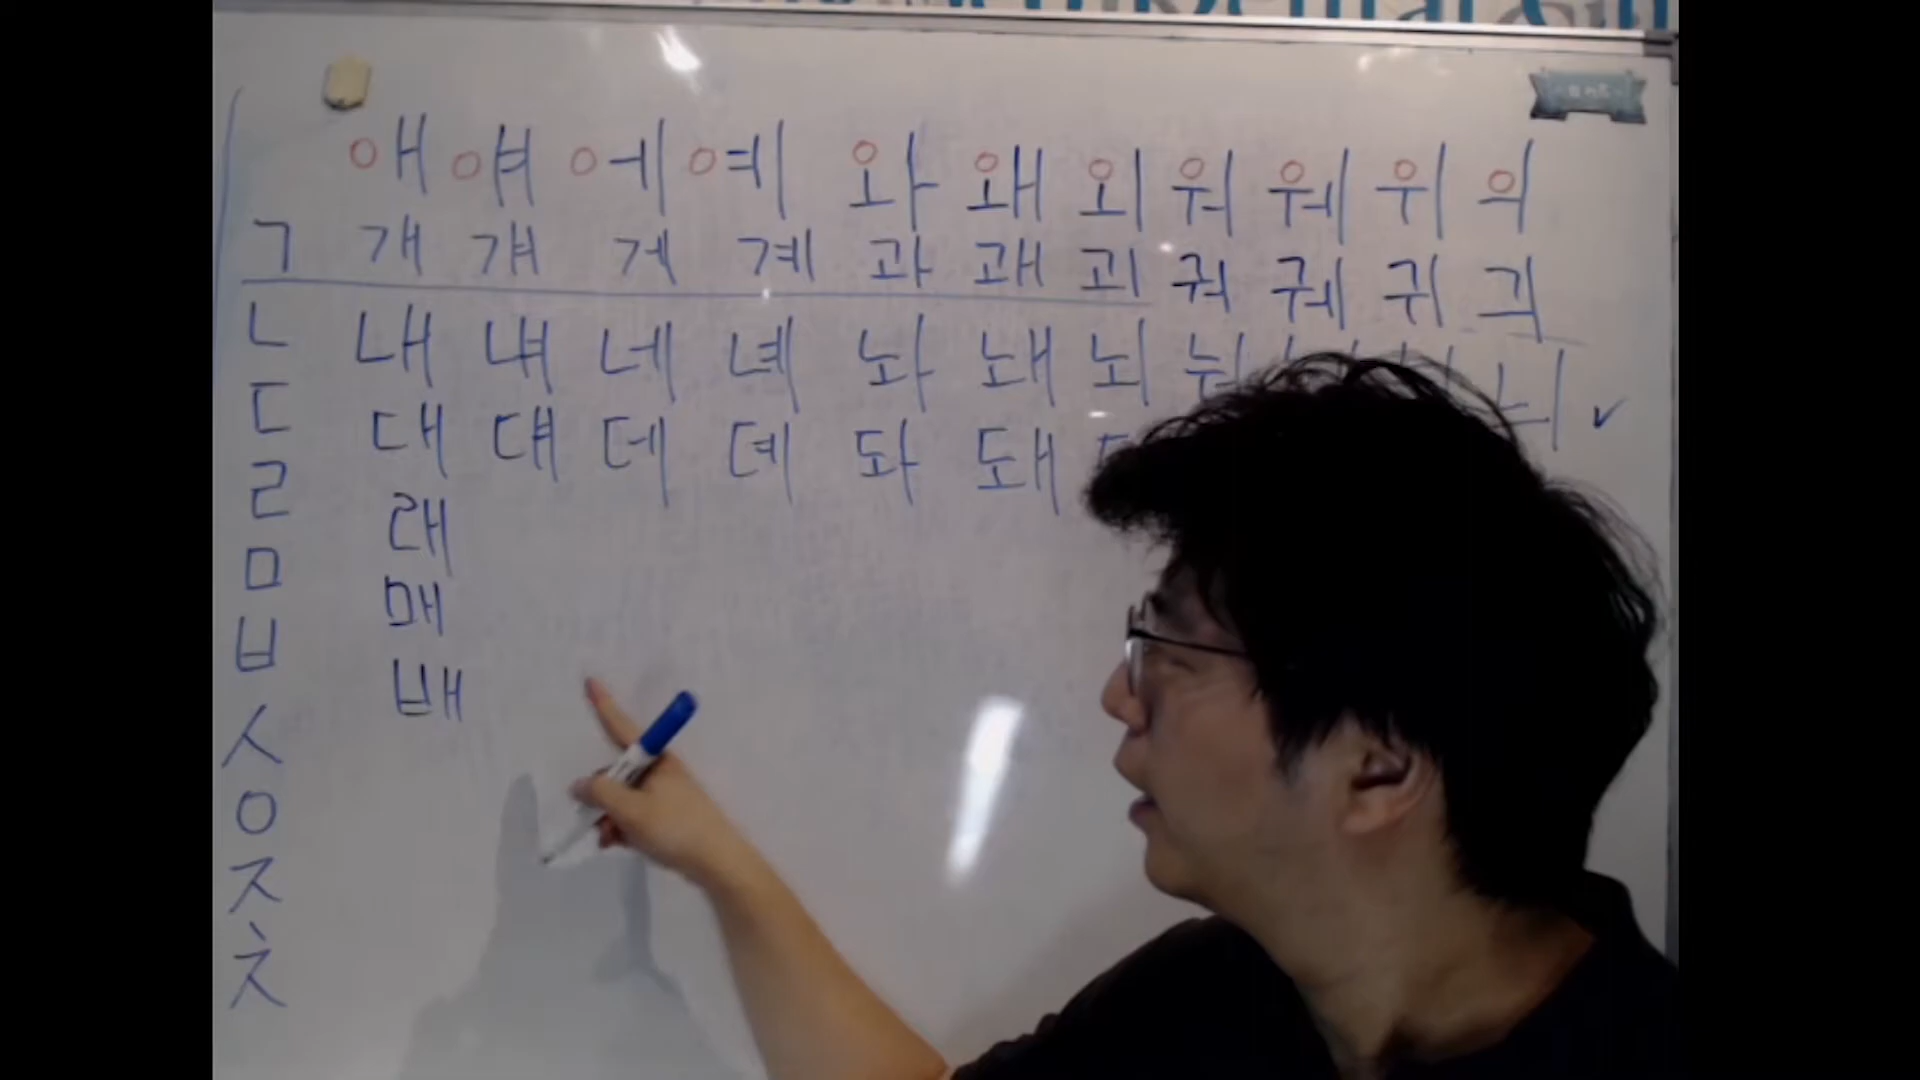 애 얘 에 예 와 왜 외 워 웨 위 의
ㄱ 개 걔 게 계 과 괘 괴 궈 궤 귀 긔
ㄴ 내 냬 네 녜 놔 놰 뇌 눠 늬 ✓
ㄷ 대 댸 데 뎨 돠 돼
ㄹ 래
ㅁ 매
ㅂ 배
ㅅ
ㅇ
ㅈ
ㅊ